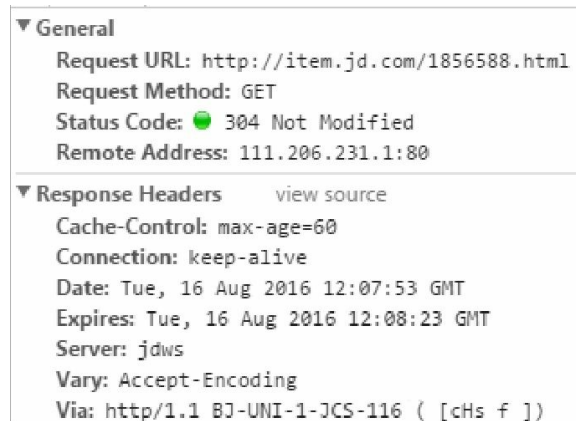 General
Request URL: http://item.jd.com/1856588.html
Request Method: GET
Status Code: 304 Not Modified
Remote Address: 111.206.231.1:80
Response Headers view source
Cache-Control: max-age=60
Connection: keep-alive
Date: Tue, 16 Aug 2016 12:07:53 GMT
Expires: Tue, 16 Aug 2016 12:08:23 GMT
Server: jdws
Vary: Accept-Encoding
Via: http/1.1 BJ-UNI-1-JCS-116 ( [cHs f ])